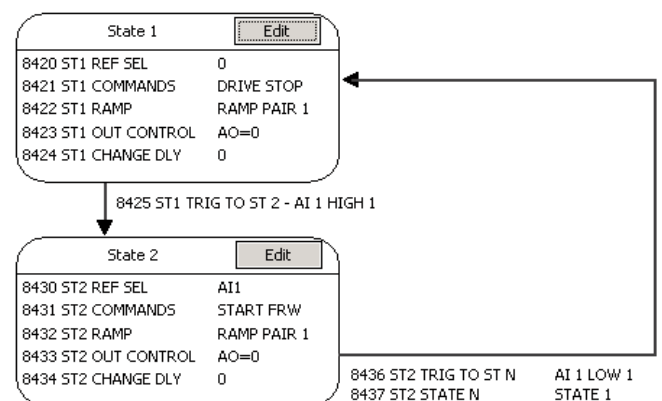 State 1 Edit
8420 ST1 REF SEL 0
8421 ST1 COMMANDS DRIVE STOP
8422 ST1 RAMP RAMP PAIR 1
8423 ST1 OUT CONTROL AO=0
8424 ST1 CHANGE DLY 0
8425 ST1 TRIG TO ST 2 - AI 1 HIGH 1
State 2 Edit
8430 ST2 REF SEL AI1
8431 ST2 COMMANDS START FRW
8432 ST2 RAMP RAMP PAIR 1
8433 ST2 OUT CONTROL AO=0
8434 ST2 CHANGE DLY 0
8436 ST2 TRIG TO ST N AI 1 LOW 1
8437 ST2 STATE N STATE 1